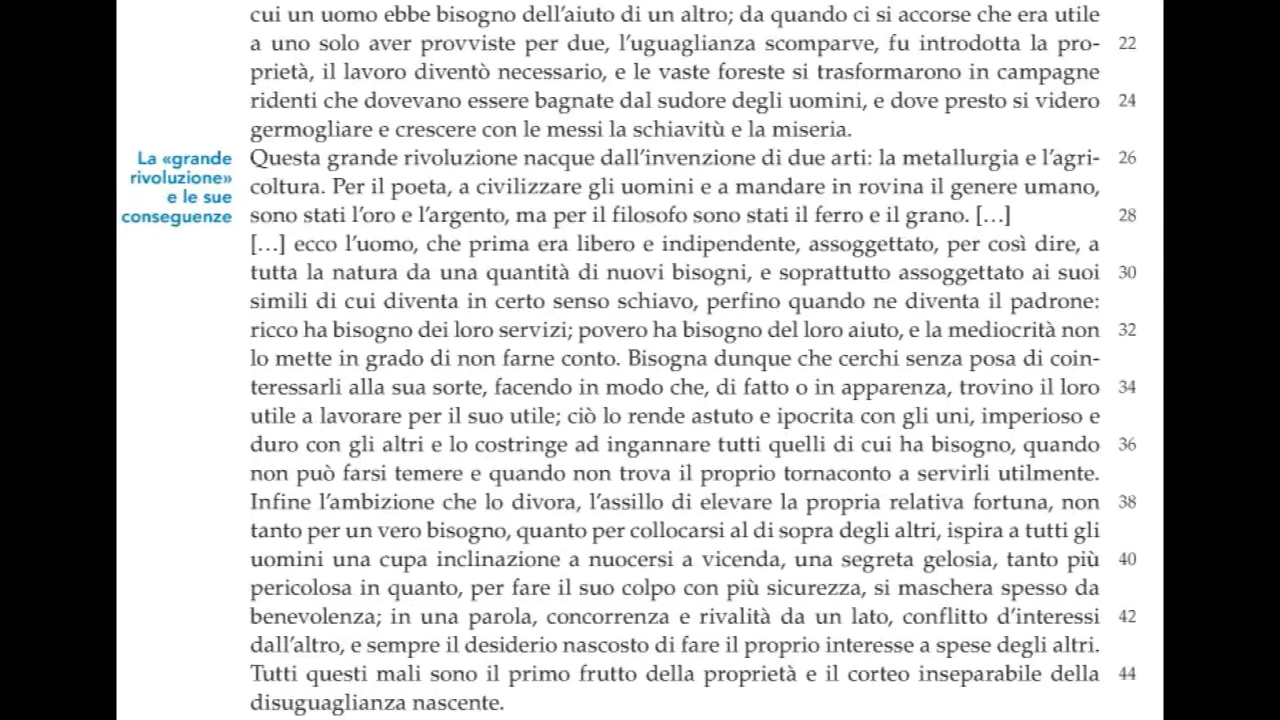 cui un uomo ebbe bisogno dell'aiuto di un altro; da quando ci si accorse che era utile
a uno solo aver provviste per due, l'uguaglianza scomparve, fu introdotta la pro- 22
prietà, il lavoro diventò necessario, e le vaste foreste si trasformarono in campagne
ridenti che dovevano essere bagnate dal sudore degli uomini, e dove presto si videro 24
germogliare e crescere con le messi la schiavitù e la miseria.
La «grande
rivoluzione»
e le sue
conseguenze
Questa grande rivoluzione nacque dall'invenzione di due arti: la metallurgia e l'agri- 26
coltura. Per il poeta, a civilizzare gli uomini e a mandare in rovina il genere umano,
sono stati l'oro e l'argento, ma per il filosofo sono stati il ferro e il grano. […] 28
[…] ecco l'uomo, che prima era libero e indipendente, assoggettato, per così dire, a
tutta la natura da una quantità di nuovi bisogni, e soprattutto assoggettato ai suoi 30
simili di cui diventa in certo senso schiavo, perfino quando ne diventa il padrone:
ricco ha bisogno dei loro servizi; povero ha bisogno del loro aiuto, e la mediocrità non 32
lo mette in grado di non farne conto. Bisogna dunque che cerchi senza posa di coin-
teressarli alla sua sorte, facendo in modo che, di fatto o in apparenza, trovino il loro 34
utile a lavorare per il suo utile; ciò lo rende astuto e ipocrita con gli uni, imperioso e
duro con gli altri e lo costringe ad ingannare tutti quelli di cui ha bisogno, quando 36
non può farsi temere e quando non trova il proprio tornaconto a servirli utilmente.
Infine l'ambizione che lo divora, l'assillo di elevare la propria relativa fortuna, non 38
tanto per un vero bisogno, quanto per collocarsi al di sopra degli altri, ispira a tutti gli
uomini una cupa inclinazione a nuocersi a vicenda, una segreta gelosia, tanto più 40
pericolosa in quanto, per fare il suo colpo con più sicurezza, si maschera spesso da
benevolenza; in una parola, concorrenza e rivalità da un lato, conflitto d'interessi 42
dall'altro, e sempre il desiderio nascosto di fare il proprio interesse a spese degli altri.
Tutti questi mali sono il primo frutto della proprietà e il corteo inseparabile della 44
disuguaglianza nascente.